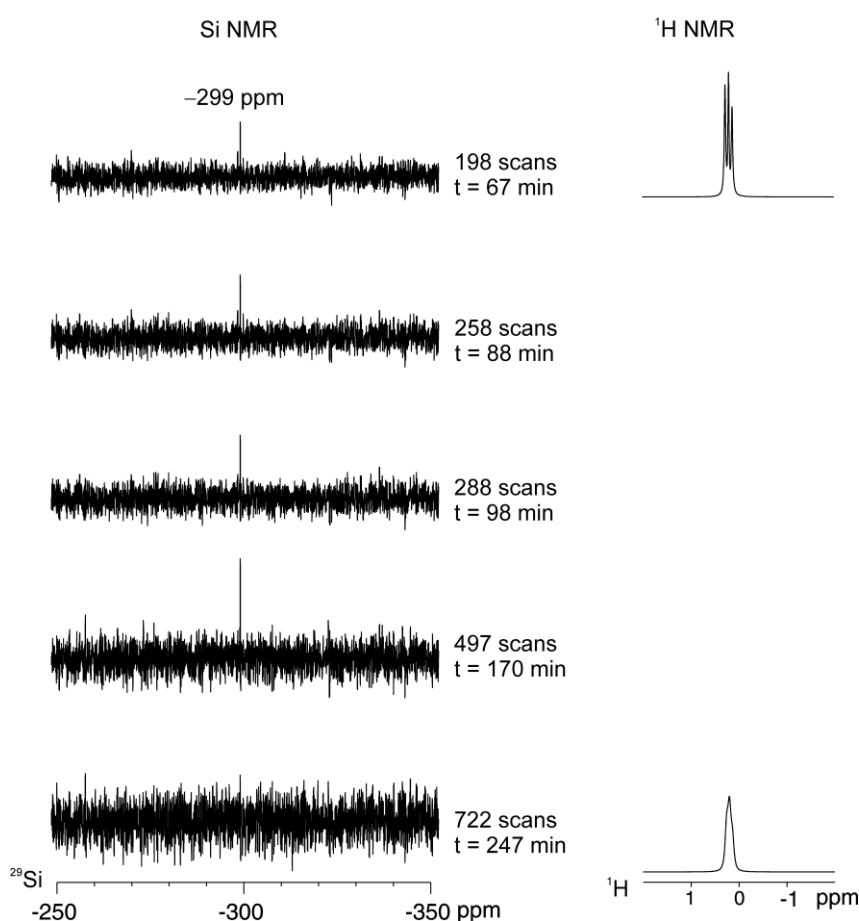 Si NMR
¹H NMR
−299 ppm
198 scans
t = 67 min
258 scans
t = 88 min
288 scans
t = 98 min
497 scans
t = 170 min
722 scans
t = 247 min
²⁹Si
-250 -300 -350 ppm
¹H
1 0 -1 ppm